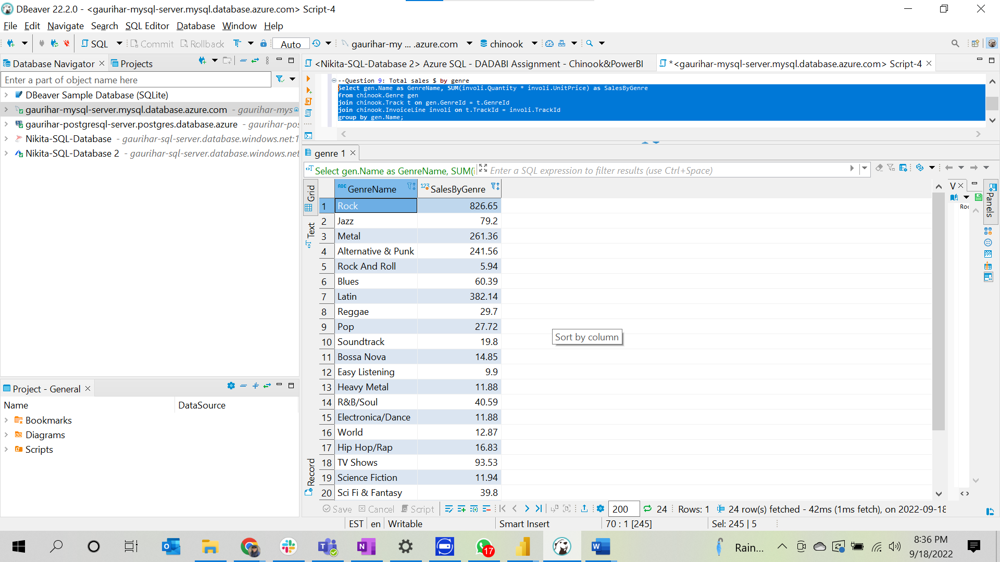 DBeaver 22.2.0 - <gaurihar-mysql-server.mysql.database.azure.com> Script-4
File Edit Navigate Search SQL Editor Database Window Help
SQL Commit Rollback Auto gaurihar-my ... .azure.com chinook
Database Navigator Projects
<Nikita-SQL-Database 2> Azure SQL - DADABI Assignment - Chinook&PowerBI
*<gaurihar-mysql-server.mysql.database.azure.com> Script-4
Enter a part of object name here
DBeaver Sample Database (SQLite)
gaurihar-mysql-server.mysql.database.azure.com - gaurihar-mys
gaurihar-postgresql-server.postgres.database.azure - gaurihar-pos
Nikita-SQL-Database - gaurihar-sql-server.database.windows.net:1
Nikita-SQL-Database 2 - gaurihar-sql-server.database.windows.net
--Question 9: Total sales $ by genre
Select gen.Name as GenreName, SUM(involi.Quantity * involi.UnitPrice) as SalesByGenre
from chinook.Genre gen
join chinook.Track t on gen.GenreId = t.GenreId
join chinook.InvoiceLine involi on t.TrackId = involi.TrackId
group by gen.Name;
genre 1
Select gen.Name as GenreName, SUM(i
Enter a SQL expression to filter results (use Ctrl+Space)
Grid
Text
Record
ABC GenreName 123 SalesByGenre
1 Rock 826.65
2 Jazz 79.2
3 Metal 261.36
4 Alternative & Punk 241.56
5 Rock And Roll 5.94
6 Blues 60.39
7 Latin 382.14
8 Reggae 29.7
9 Pop 27.72
10 Soundtrack 19.8
11 Bossa Nova 14.85
12 Easy Listening 9.9
13 Heavy Metal 11.88
14 R&B/Soul 40.59
15 Electronica/Dance 11.88
16 World 12.87
17 Hip Hop/Rap 16.83
18 TV Shows 93.53
19 Science Fiction 11.94
20 Sci Fi & Fantasy 39.8
Sort by column
V
Roc
Panels
Save Cancel Script 200 24 Rows: 1 24 row(s) fetched - 42ms (1ms fetch), on 2022-09-18
Project - General
Name DataSource
Bookmarks
Diagrams
Scripts
EST en Writable Smart Insert 70 : 1 [245] Sel: 245 | 5
17
Rain...
8:36 PM
9/18/2022